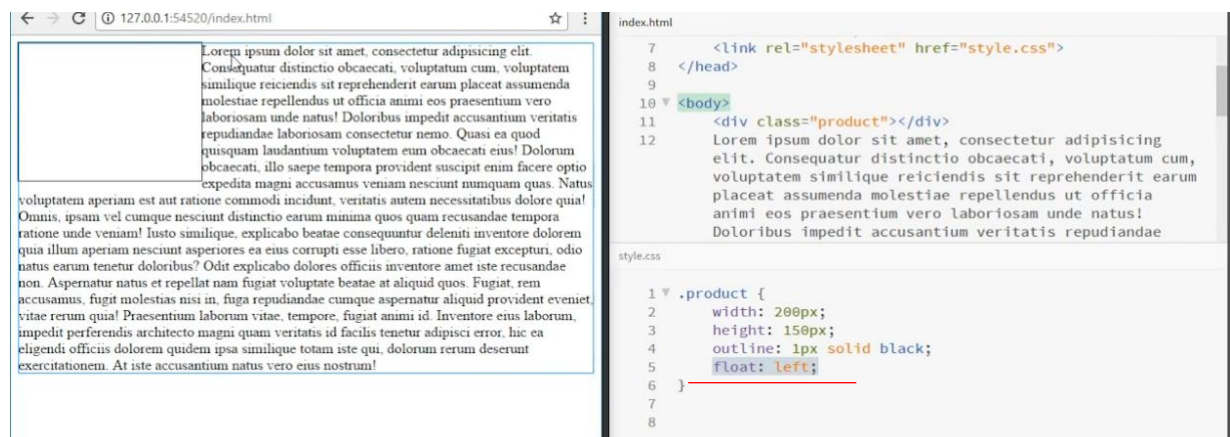 127.0.0.1:54520/index.html
Lorem ipsum dolor sit amet, consectetur adipisicing elit.
Consequatur distinctio obcaecati, voluptatum cum, voluptatem
similique reiciendis sit reprehenderit earum placeat assumenda
molestiae repellendus ut officia animi eos praesentium vero
laboriosam unde natus! Doloribus impedit accusantium veritatis
repudiandae laboriosam consectetur nemo. Quasi ea quod
quisquam laudantium voluptatem eum obcaecati eius! Dolorum
obcaecati, illo saepe tempora provident suscipit enim facere optio
expedita magni accusamus veniam nesciunt numquam quas. Natus
voluptatem aperiam est aut ratione commodi incidunt, veritatis autem necessitatibus dolore quia!
Omnis, ipsam vel cumque nesciunt distinctio earum minima quos quam recusandae tempora
ratione unde veniam! Iusto similique, explicabo beatae consequuntur deleniti inventore dolorem
quia illum aperiam nesciunt asperiores ea eius corrupti esse libero, ratione fugiat excepturi, odio
natus earum tenetur doloribus? Odit explicabo dolores officiis inventore amet iste recusandae
non. Aspernatur natus et repellat nam fugiat voluptate beatae at aliquid quos. Fugiat, rem
accusamus, fugit molestias nisi in, fuga repudiandae cumque aspernatur aliquid provident eveniet,
vitae rerum quia! Praesentium laborum vitae, tempore, fugiat animi id. Inventore eius laborum,
impedit perferendis architecto magni quam veritatis id facilis tenetur adipisci error, hic ea
eligendi officiis dolorem quidem ipsa similique totam iste qui, dolorum rerum deserunt
exercitationem. At iste accusantium natus vero eius nostrum!
index.html
7 <link rel="stylesheet" href="style.css">
8 </head>
9
10 <body>
11 <div class="product"></div>
12 Lorem ipsum dolor sit amet, consectetur adipisicing
elit. Consequatur distinctio obcaecati, voluptatum cum,
voluptatem similique reiciendis sit reprehenderit earum
placeat assumenda molestiae repellendus ut officia
animi eos praesentium vero laboriosam unde natus!
Doloribus impedit accusantium veritatis repudiandae
style.css
1 .product {
2 width: 200px;
3 height: 150px;
4 outline: 1px solid black;
5 float: left;
6 }
7
8